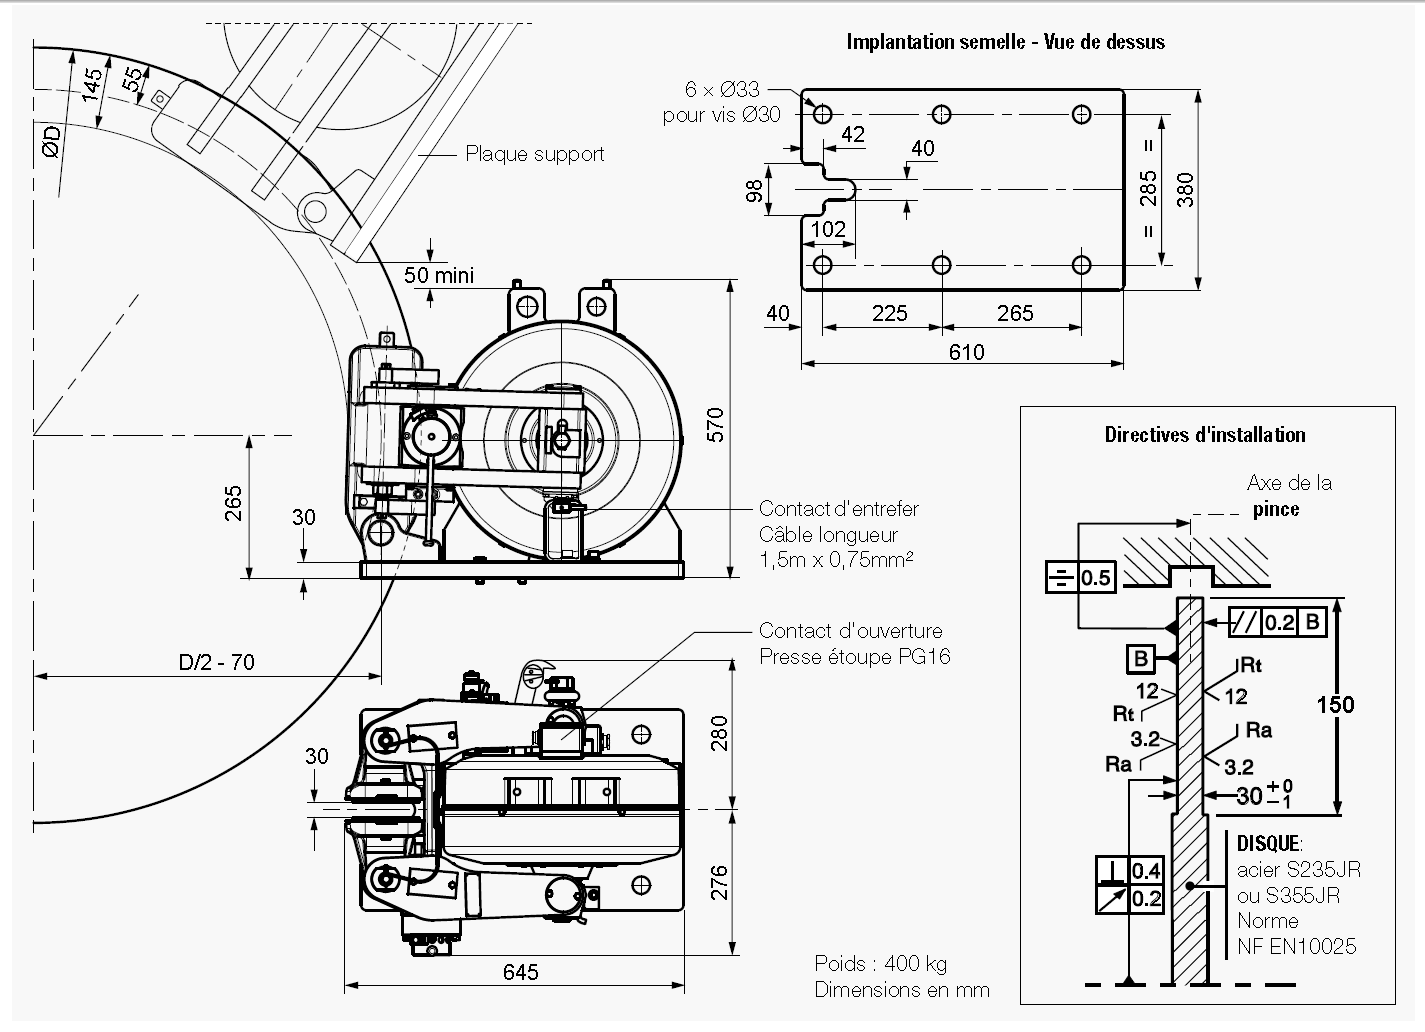 Implantation semelle - Vue de dessus
6 × Ø33
pour vis Ø30
42
40
98
102
= 285 =
380
40
225
265
610
ØD
145
55
Plaque support
50 mini
570
265
30
Contact d'entrefer
Câble longueur
1,5m x 0,75mm²
D/2 - 70
Contact d'ouverture
Presse étoupe PG16
280
30
276
645
Poids : 400 kg
Dimensions en mm
Directives d'installation
Axe de la
pince
0.5
// 0.2 B
B
Rt
12
12
Rt
150
3.2
Ra
Ra
3.2
30 +0
−1
DISQUE:
acier S235JR
ou S355JR
Norme
NF EN10025
⊥ 0.4
↗ 0.2